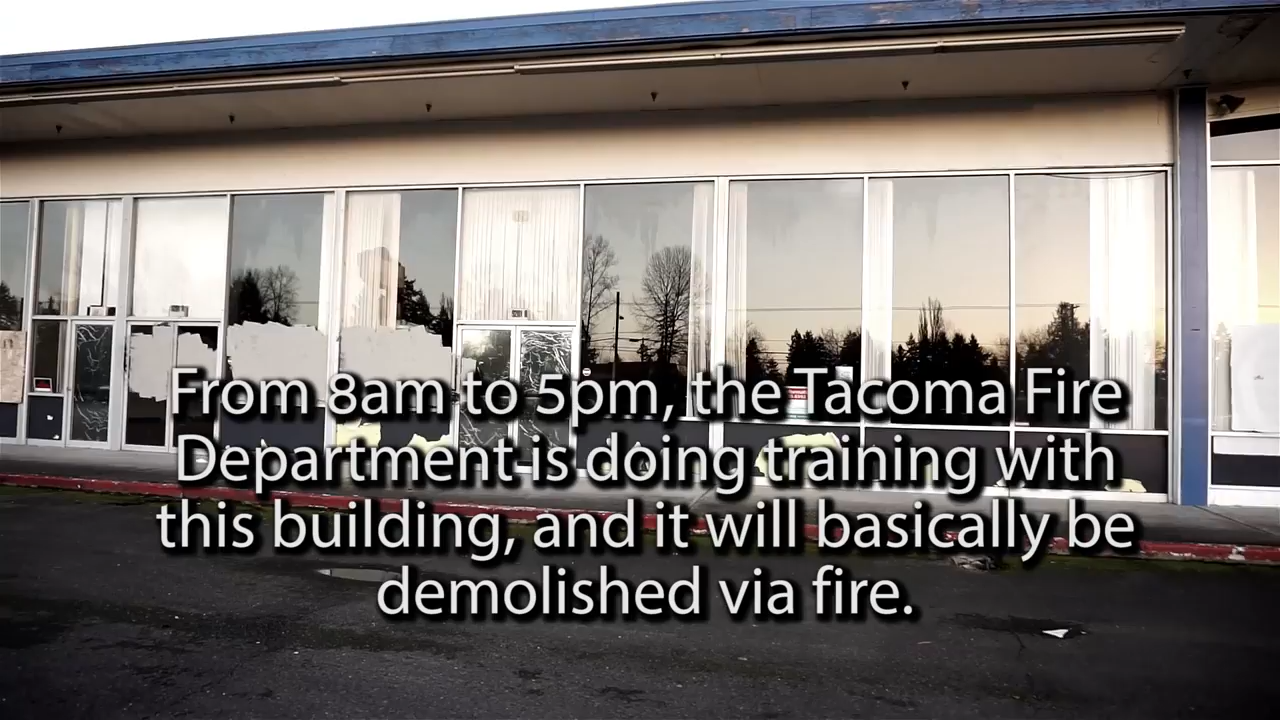 From 8am to 5pm, the Tacoma Fire
Department is doing training with
this building, and it will basically be
demolished via fire.